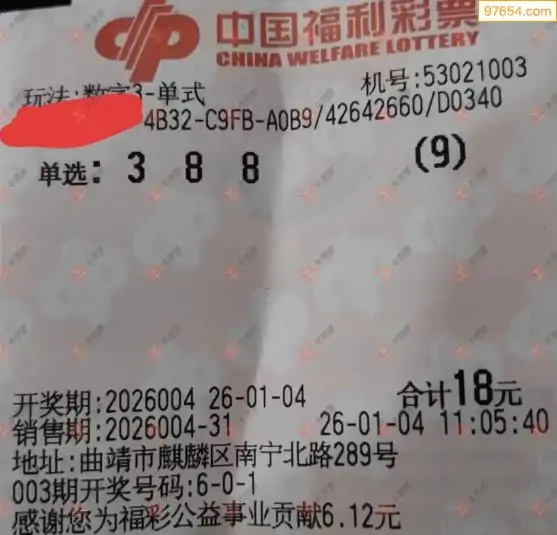 97654.com
中国福利彩票
CHINA WELFARE LOTTERY
机号:53021003
玩法:数字3-单式
4B32-C9FB-A0B9/42642660/D0340
单选: 3 8 8 (9)
开奖期:2026004 26-01-04 合计18元
销售期:2026004-31 26-01-04 11:05:40
地址:曲靖市麒麟区南宁北路289号
003期开奖号码:6-0-1
感谢您为福彩公益事业贡献6.12元